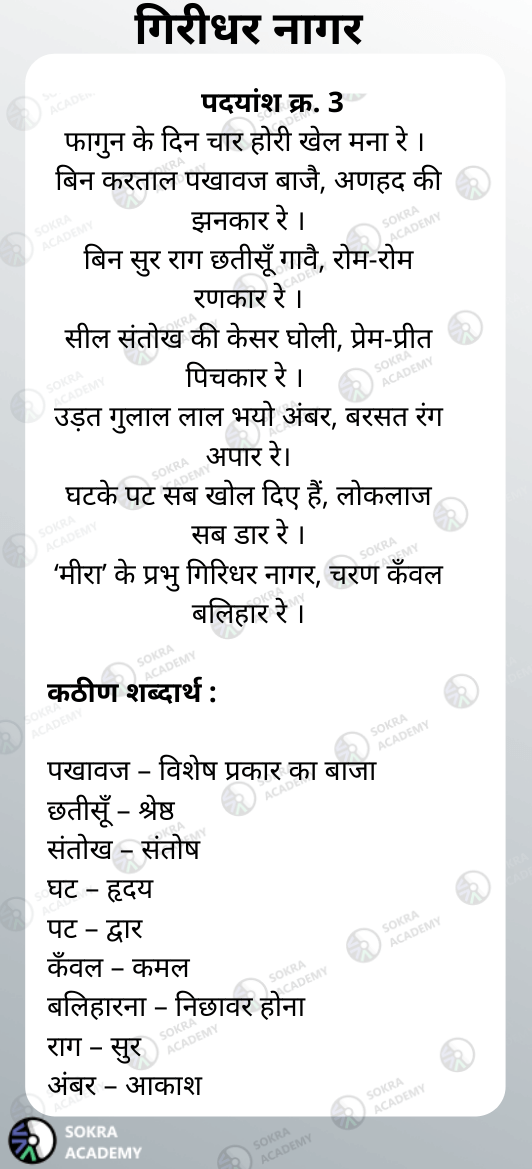 गिरीधर नागर
पदयांश क्र. 3
फागुन के दिन चार होरी खेल मना रे ।
बिन करताल पखावज बाजै, अणहद की
झनकार रे ।
बिन सुर राग छतीसूँ गावै, रोम-रोम
रणकार रे ।
सील संतोख की केसर घोली, प्रेम-प्रीत
पिचकार रे ।
उड़त गुलाल लाल भयो अंबर, बरसत रंग
अपार रे।
घटके पट सब खोल दिए हैं, लोकलाज
सब डार रे ।
‘मीरा’ के प्रभु गिरिधर नागर, चरण कँवल
बलिहार रे ।
कठीण शब्दार्थ :
पखावज – विशेष प्रकार का बाजा
छतीसूँ – श्रेष्ठ
संतोख – संतोष
घट – हृदय
पट – द्वार
कँवल – कमल
बलिहारना – निछावर होना
राग – सुर
अंबर – आकाश
SOKRA
ACADEMY